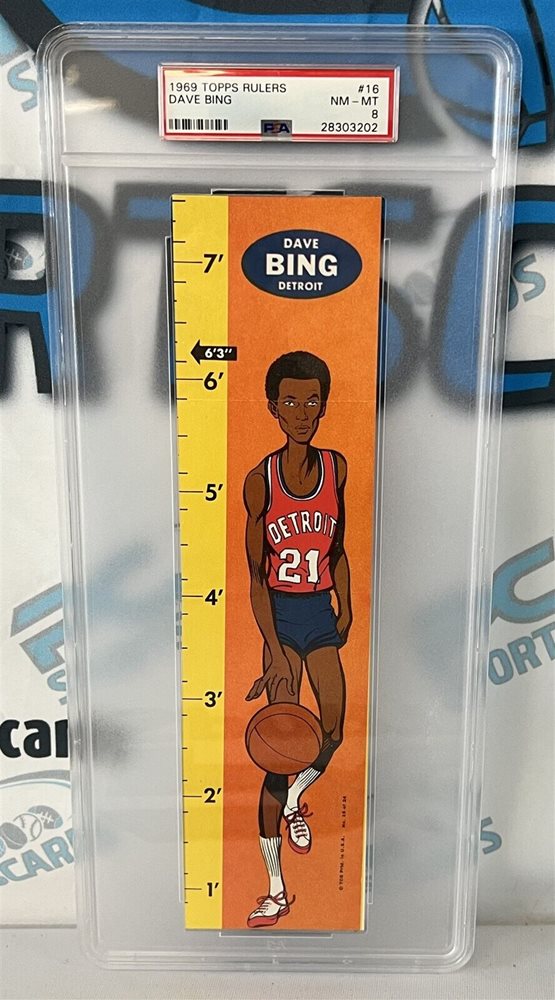 1969 TOPPS RULERS #16
DAVE BING NM – MT
8
PSA 28303202
DAVE
BING
DETROIT
7'
6'3"
6'
5'
DETROIT
21
4'
3'
2'
1'